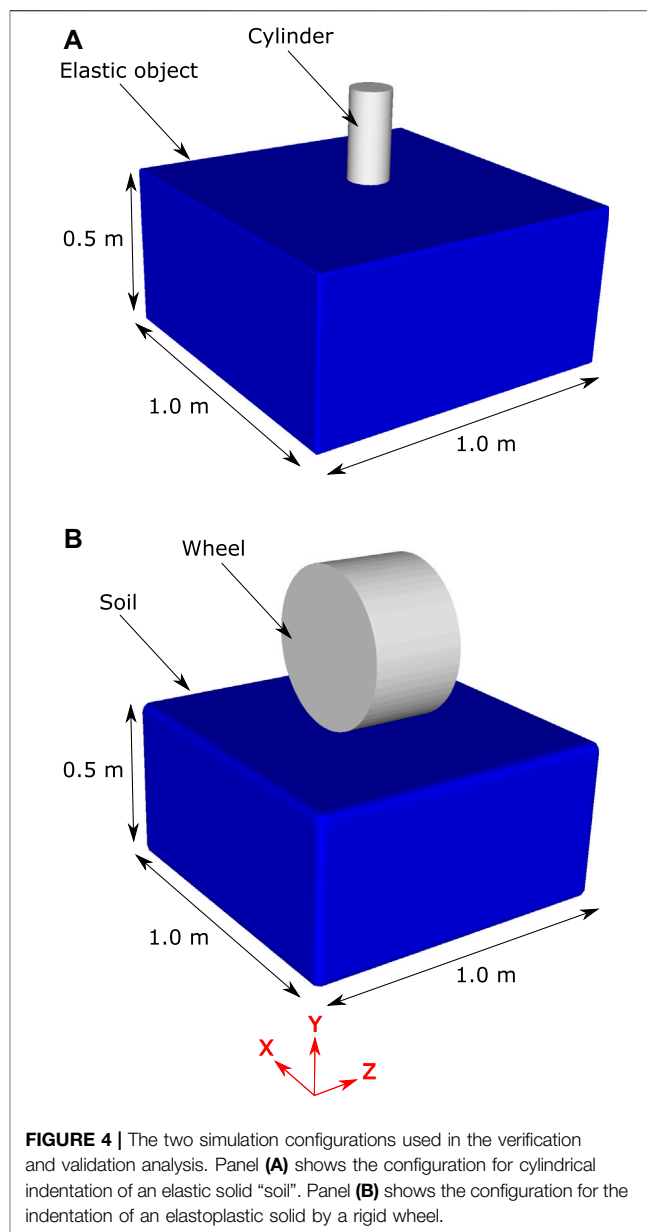 A
Cylinder
Elastic object
0.5 m
1.0 m
1.0 m
B
Wheel
Soil
0.5 m
1.0 m
1.0 m
Y
X
Z
FIGURE 4 | The two simulation configurations used in the verification
and validation analysis. Panel (A) shows the configuration for cylindrical
indentation of an elastic solid “soil”. Panel (B) shows the configuration for the
indentation of an elastoplastic solid by a rigid wheel.